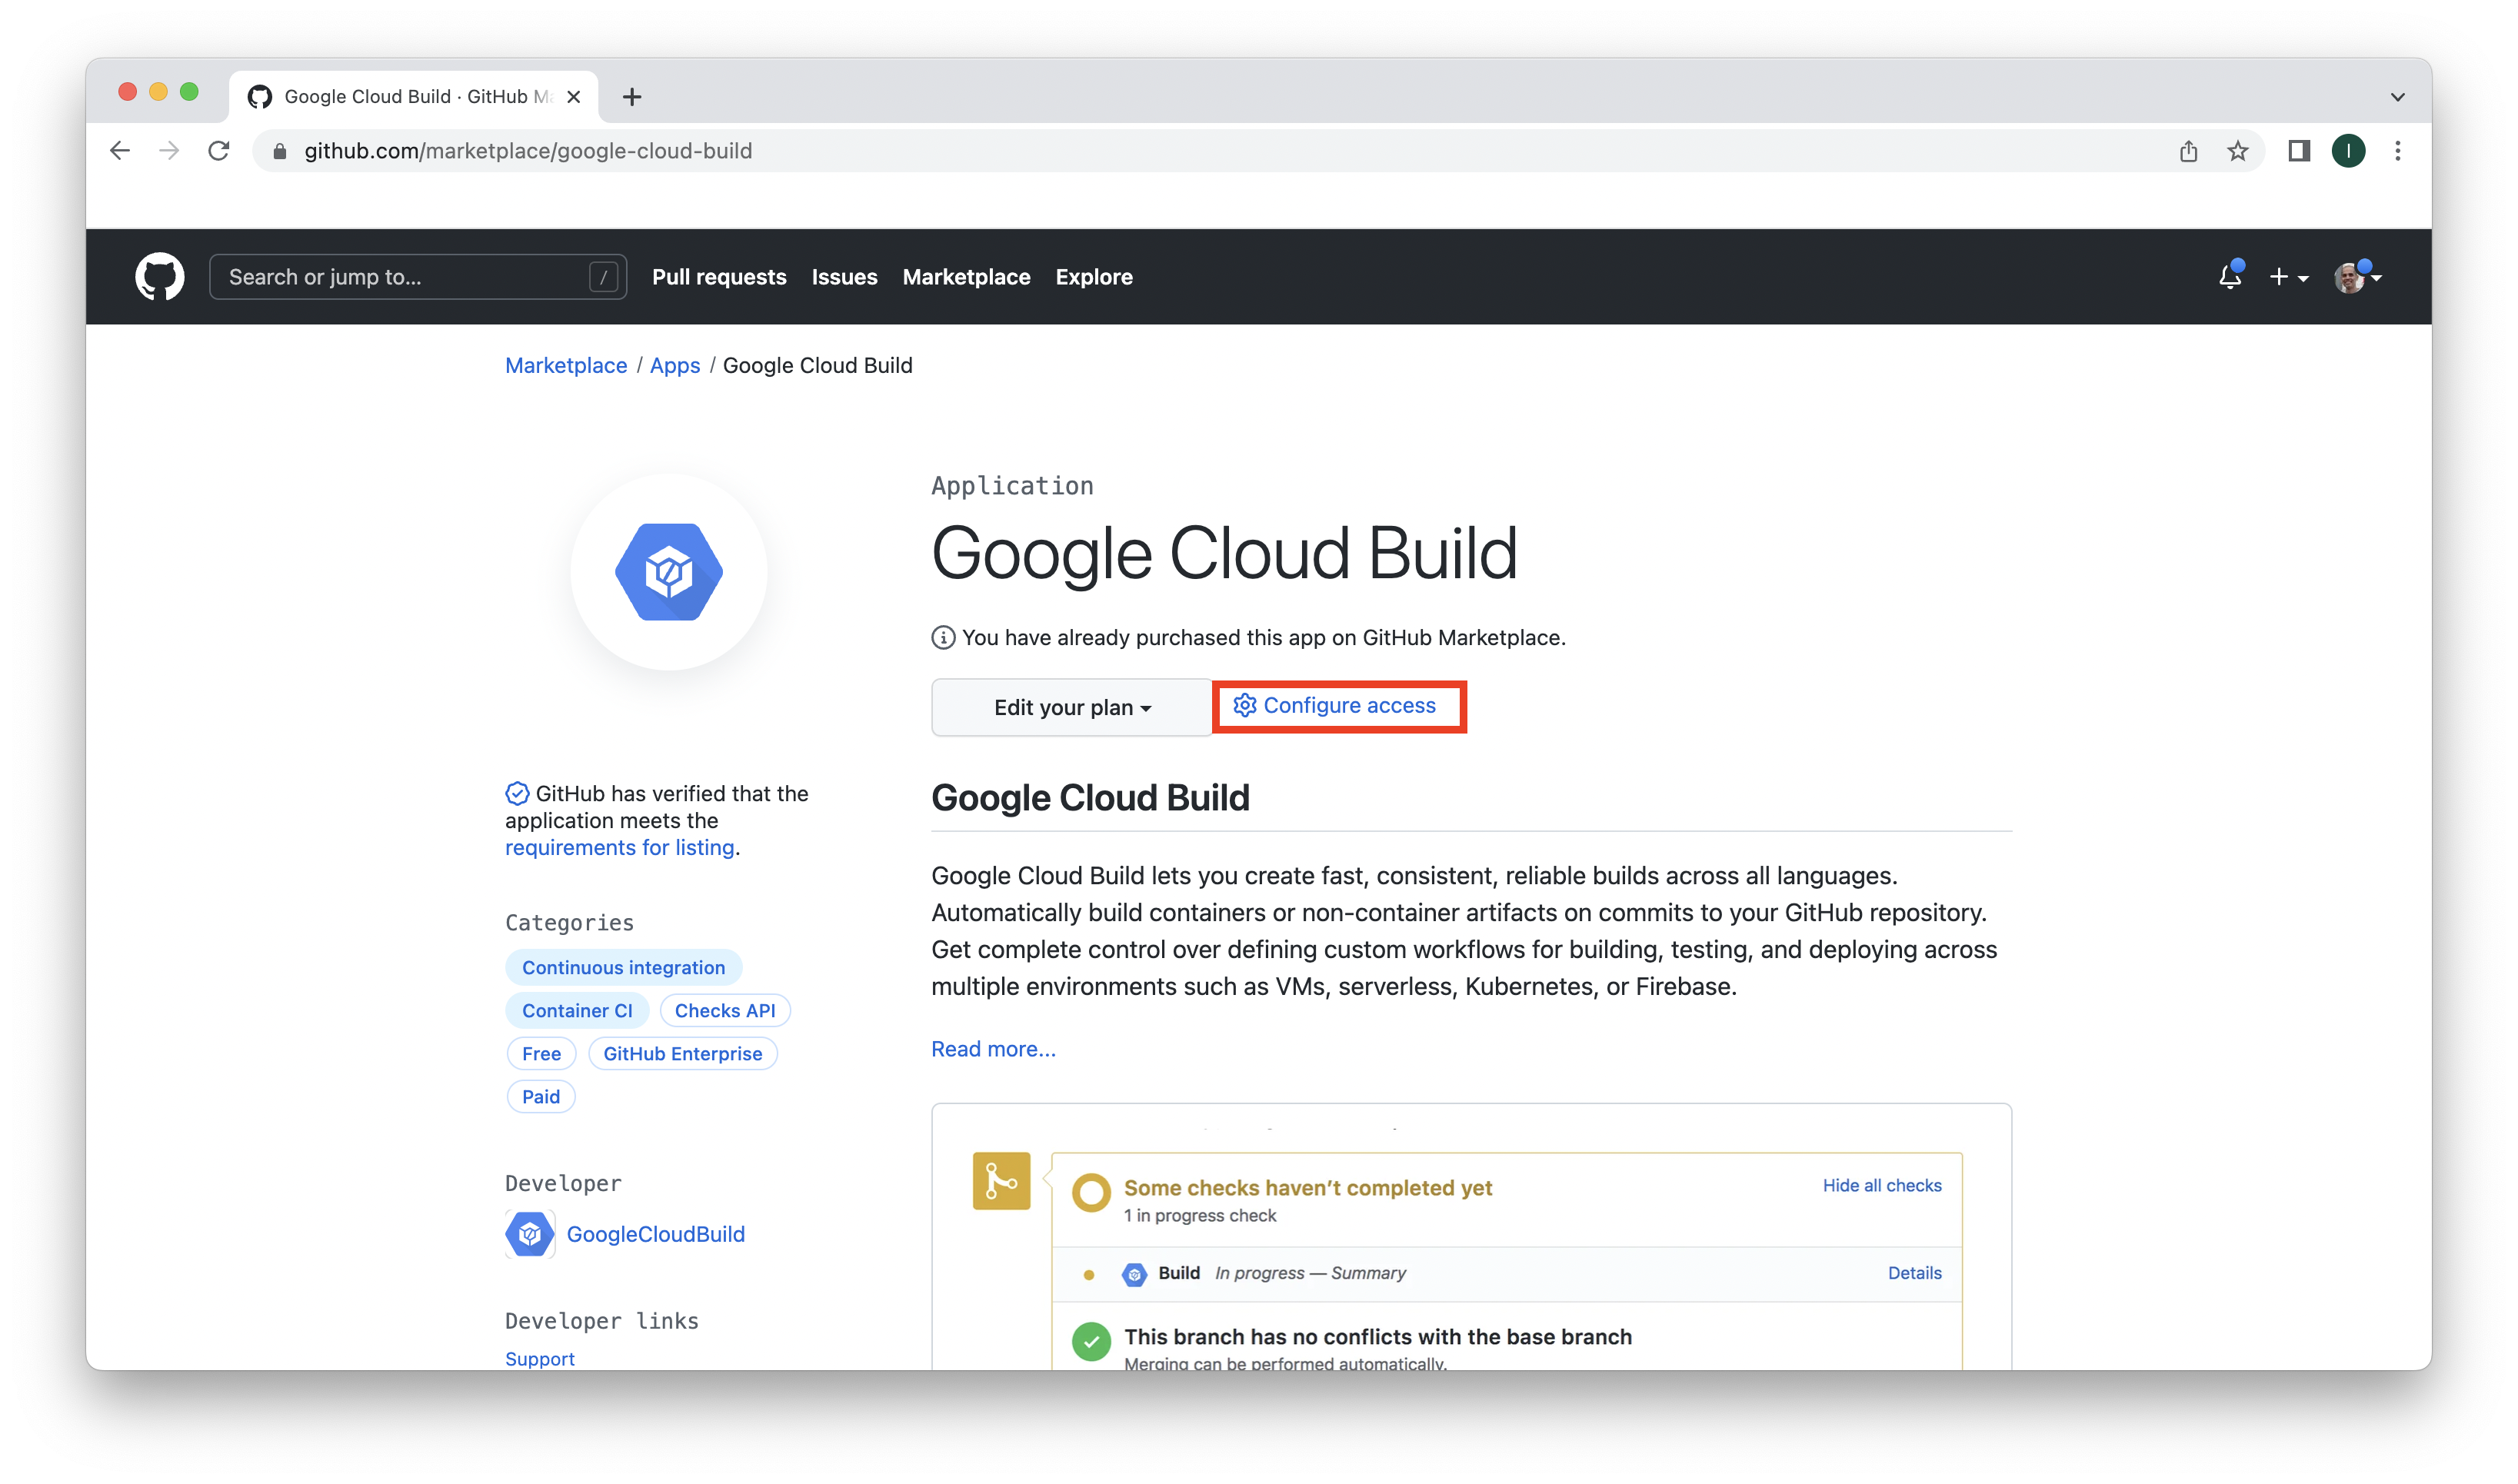 Google Cloud Build · GitHub Ma
github.com/marketplace/google-cloud-build
I
Search or jump to...
/
Pull requests
Issues
Marketplace
Explore
Marketplace / Apps / Google Cloud Build
Application
Google Cloud Build
You have already purchased this app on GitHub Marketplace.
Edit your plan
Configure access
GitHub has verified that the
application meets the
requirements for listing.
Categories
Continuous integration
Container CI
Checks API
Free
GitHub Enterprise
Paid
Developer
GoogleCloudBuild
Developer links
Support
Google Cloud Build
Google Cloud Build lets you create fast, consistent, reliable builds across all languages.
Automatically build containers or non-container artifacts on commits to your GitHub repository.
Get complete control over defining custom workflows for building, testing, and deploying across
multiple environments such as VMs, serverless, Kubernetes, or Firebase.
Read more...
Some checks haven’t completed yet
Hide all checks
1 in progress check
Build In progress — Summary
Details
This branch has no conflicts with the base branch
Merging can be performed automatically.